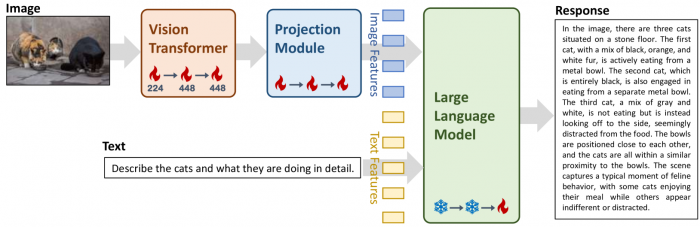 Image
Vision
Transformer
224 448 448
Projection
Module
Image Features
Text
Describe the cats and what they are doing in detail.
Text Features
Large
Language
Model
Response
In the image, there are three cats
situated on a stone floor. The first
cat, with a mix of black, orange, and
white fur, is actively eating from a
metal bowl. The second cat, which
is entirely black, is also engaged in
eating from a separate metal bowl.
The third cat, a mix of gray and
white, is not eating but is instead
looking off to the side, seemingly
distracted from the food. The bowls
are positioned close to each other,
and the cats are all within a similar
proximity to the bowls. The scene
captures a typical moment of feline
behavior, with some cats enjoying
their meal while others appear
indifferent or distracted.